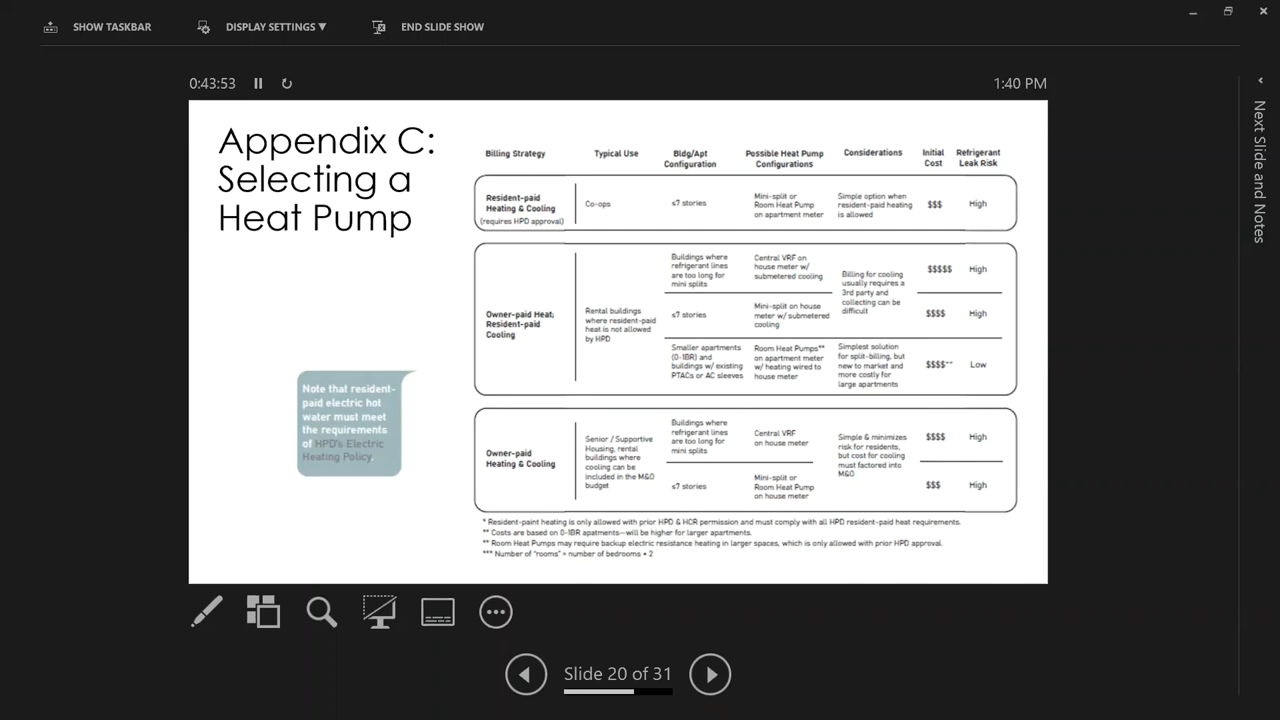 SHOW TASKBAR
DISPLAY SETTINGS ▼
END SLIDE SHOW
0:43:53
1:40 PM
Next Slide and Notes
Appendix C:
Selecting a
Heat Pump
Note that resident-
paid electric hot
water must meet
the requirements
of HPD's Electric
Heating Policy.
Billing Strategy
Typical Use
Bldg/Apt
Configuration
Possible Heat Pump
Configurations
Considerations
Initial
Cost
Refrigerant
Leak Risk
Resident-paid
Heating & Cooling
(requires HPD approval)
Co-ops
≤7 stories
Mini-split or
Room Heat Pump
on apartment meter
Simple option when
resident-paid heating
is allowed
$$$
High
Owner-paid Heat;
Resident-paid
Cooling
Rental buildings
where resident-paid
heat is not allowed
by HPD
Buildings where
refrigerant lines
are too long for
mini splits
Central VRF on
house meter w/
submetered cooling
Billing for cooling
usually requires a
3rd party and
collecting can be
difficult
$$$$$
High
≤7 stories
Mini-split on house
meter w/ submetered
cooling
$$$$
High
Smaller apartments
(0-1BR) and
buildings w/ existing
PTACs or AC sleeves
Room Heat Pumps**
on apartment meter
w/ heating wired to
house meter
Simplest solution
for split-billing, but
new to market and
more costly for
large apartments
$$$$**
Low
Owner-paid
Heating & Cooling
Senior / Supportive
Housing, rental
buildings where
cooling can be
included in the M&O
budget
Buildings where
refrigerant lines
are too long for
mini splits
Central VRF
on house meter
Simple & minimizes
risk for residents,
but cost for cooling
must factored into
M&O
$$$$
High
≤7 stories
Mini-split or
Room Heat Pump
on house meter
$$$
High
* Resident-paint heating is only allowed with prior HPD & HCR permission and must comply with all HPD resident-paid heat requirements.
** Costs are based on 0-1BR apatments—will be higher for larger apartments.
** Room Heat Pumps may require backup electric resistance heating in larger spaces, which is only allowed with prior HPD approval.
*** Number of "rooms" = number of bedrooms + 2
Slide 20 of 31